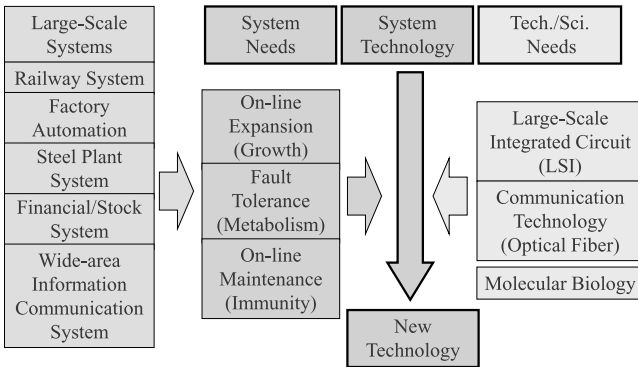 Large-Scale
Systems
Railway System
Factory
Automation
Steel Plant
System
Financial/Stock
System
Wide-area
Information
Communication
System
System
Needs
On-line
Expansion
(Growth)
Fault
Tolerance
(Metabolism)
On-line
Maintenance
(Immunity)
System
Technology
New
Technology
Tech./Sci.
Needs
Large-Scale
Integrated Circuit
(LSI)
Communication
Technology
(Optical Fiber)
Molecular Biology